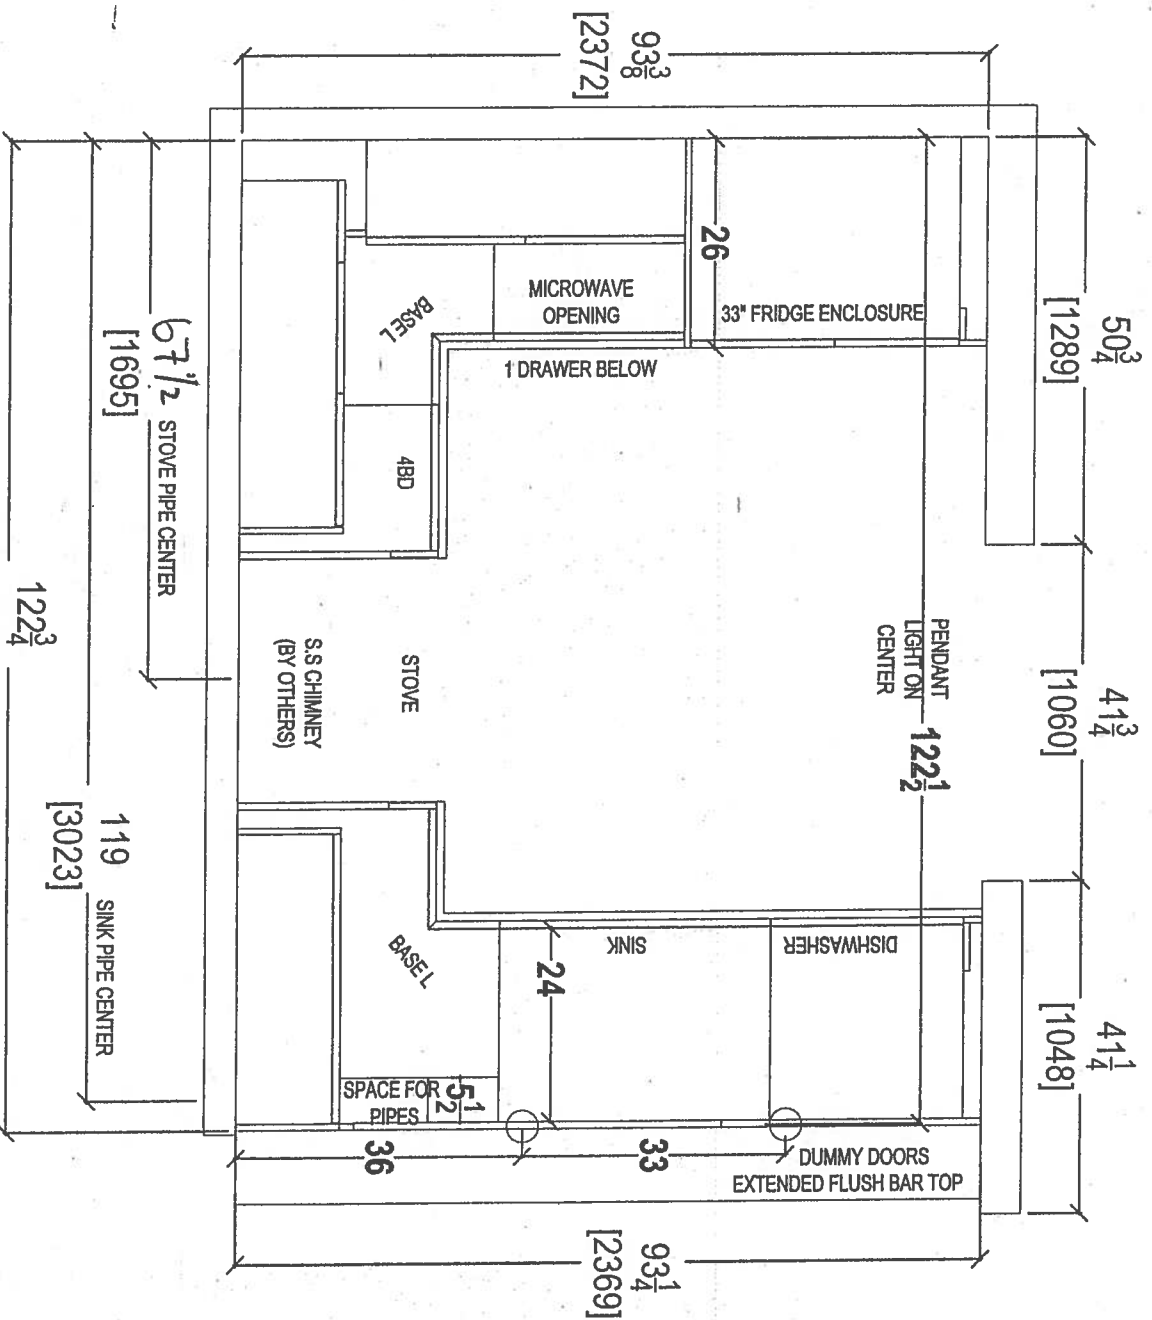 93 3/8
[2372]
50 3/4
[1289]
41 3/4
[1060]
41 1/4
[1048]
26
33" FRIDGE ENCLOSURE
MICROWAVE
OPENING
1 DRAWER BELOW
BASE L
4BD
PENDANT
LIGHT ON
CENTER
122 1/2
67 1/2 STOVE PIPE CENTER
[1695]
STOVE
S.S CHIMNEY
(BY OTHERS)
122 3/4
119 SINK PIPE CENTER
[3023]
BASE L
SINK
DISHWASHER
24
SPACE FOR
PIPES
5 1/2
36
33
DUMMY DOORS
EXTENDED FLUSH BAR TOP
93 1/4
[2369]